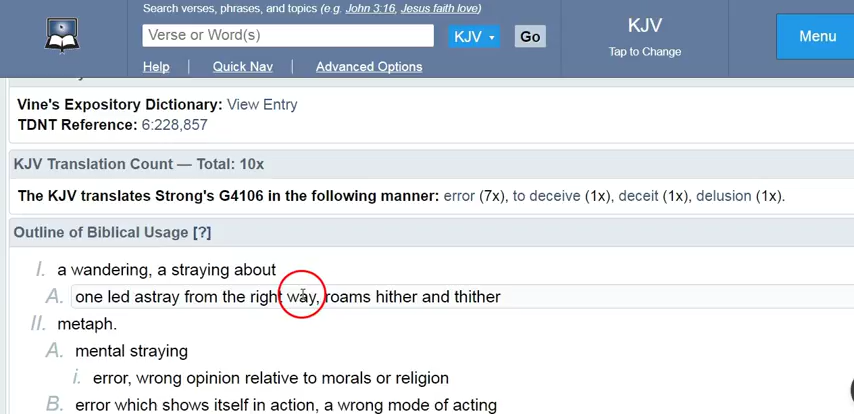 Search verses, phrases, and topics (e.g. John 3:16, Jesus faith love)
Verse or Word(s)
KJV
Go
Help
Quick Nav
Advanced Options
KJV
Tap to Change
Menu
Vine's Expository Dictionary: View Entry
TDNT Reference: 6:228,857
KJV Translation Count — Total: 10x
The KJV translates Strong's G4106 in the following manner: error (7x), to deceive (1x), deceit (1x), delusion (1x).
Outline of Biblical Usage [?]
I. a wandering, a straying about
A. one led astray from the right way, roams hither and thither
II. metaph.
A. mental straying
i. error, wrong opinion relative to morals or religion
B. error which shows itself in action, a wrong mode of acting